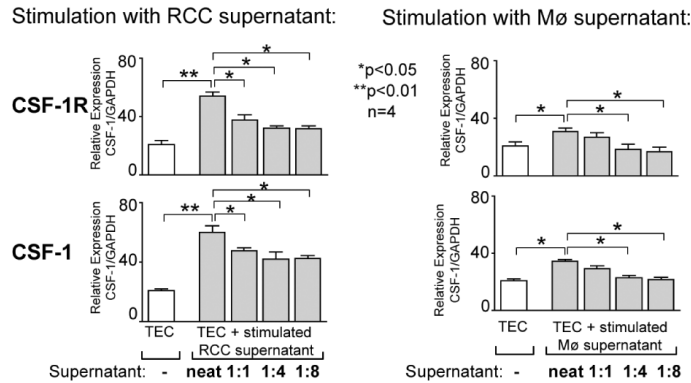 Stimulation with RCC supernatant:
Stimulation with Mø supernatant:
CSF-1R
Relative Expression
CSF-1/GAPDH
80
40
0
**
*
*
*
*p<0.05
**p<0.01
n=4
Relative Expression
CSF-1/GAPDH
80
40
0
*
*
*
CSF-1
Relative Expression
CSF-1/GAPDH
80
40
0
**
*
*
*
Relative Expression
CSF-1/GAPDH
80
40
0
*
*
*
TEC
TEC + stimulated
RCC supernatant
TEC
TEC + stimulated
Mø supernatant
Supernatant: - neat 1:1 1:4 1:8
Supernatant: - neat 1:1 1:4 1:8